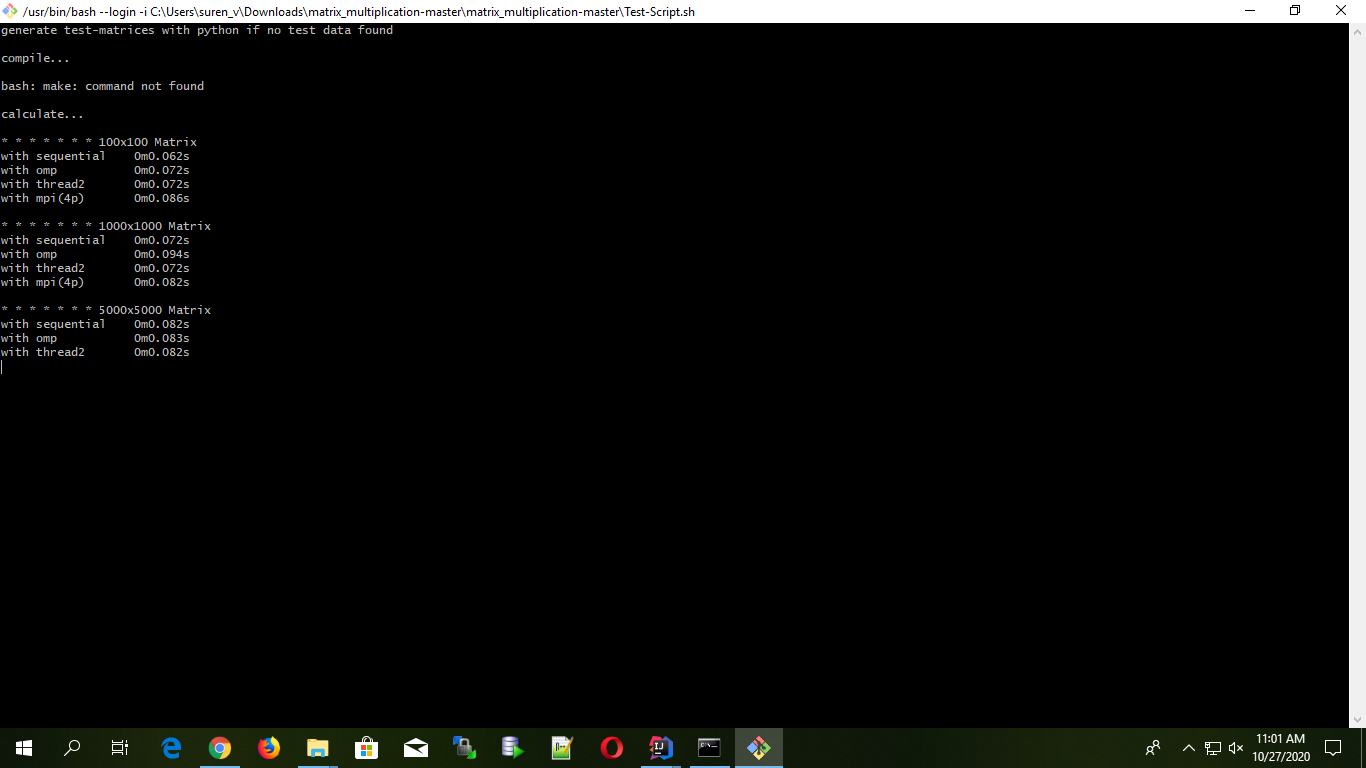 /usr/bin/bash --login -i C:\Users\suren_v\Downloads\matrix_multiplication-master\matrix_multiplication-master\Test-Script.sh
generate test-matrices with python if no test data found
compile...
bash: make: command not found
calculate...
* * * * * * * 100x100 Matrix
with sequential 0m0.062s
with omp 0m0.072s
with thread2 0m0.072s
with mpi(4p) 0m0.086s
* * * * * * * 1000x1000 Matrix
with sequential 0m0.072s
with omp 0m0.094s
with thread2 0m0.072s
with mpi(4p) 0m0.082s
* * * * * * * 5000x5000 Matrix
with sequential 0m0.082s
with omp 0m0.083s
with thread2 0m0.082s
11:01 AM
10/27/2020